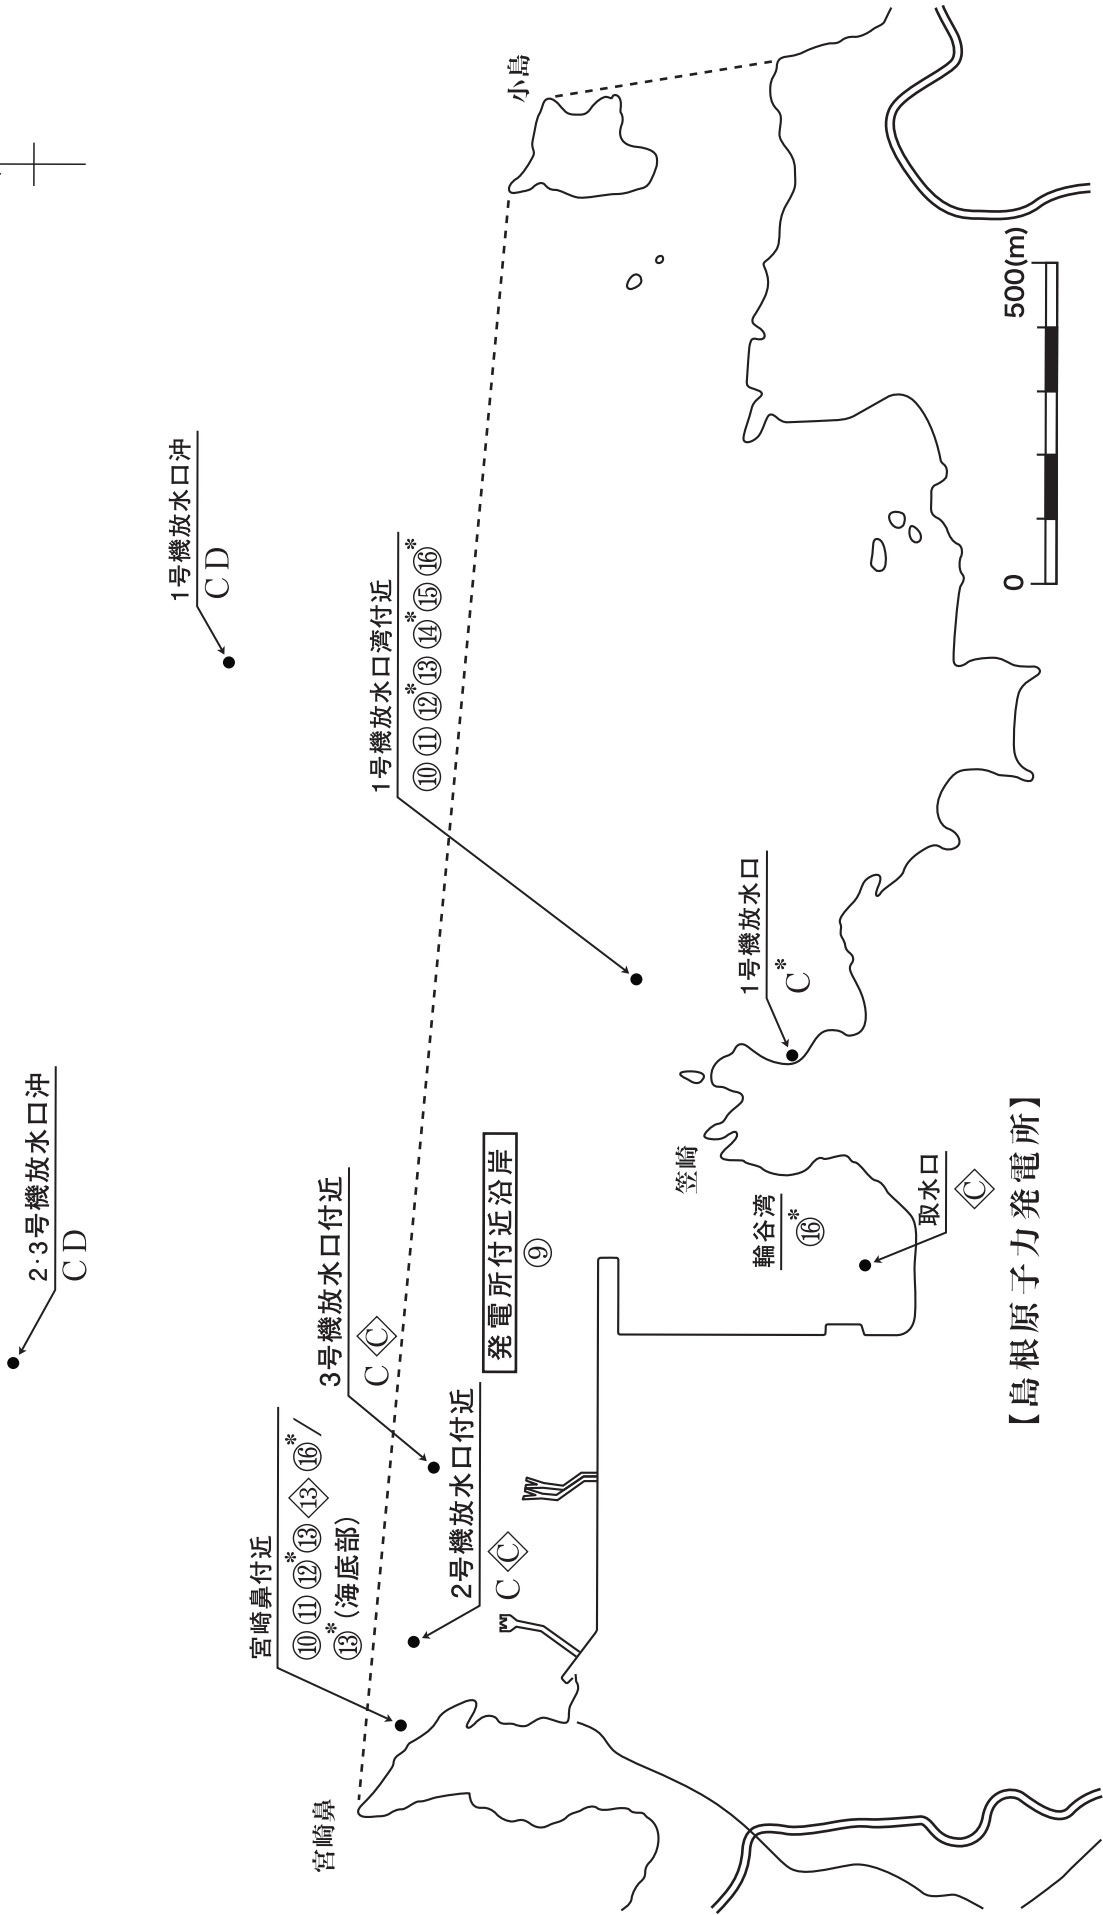 2･3号機放水口沖
C D
1号機放水口沖
C D
宮崎鼻付近
⑩ ⑪ ⑫* ⑬ ◇⑬ ⑯* /
⑬* (海底部)
3号機放水口付近
C ◇C
1号機放水口湾付近
⑩ ⑪ ⑫* ⑬ ⑭* ⑮ ⑯*
宮崎鼻
小島
2号機放水口付近
C ◇C
発電所付近沿岸
⑨
笠崎
輪谷湾
⑯*
1号機放水口
C*
取水口
◇C
【島根原子力発電所】
0
500(m)